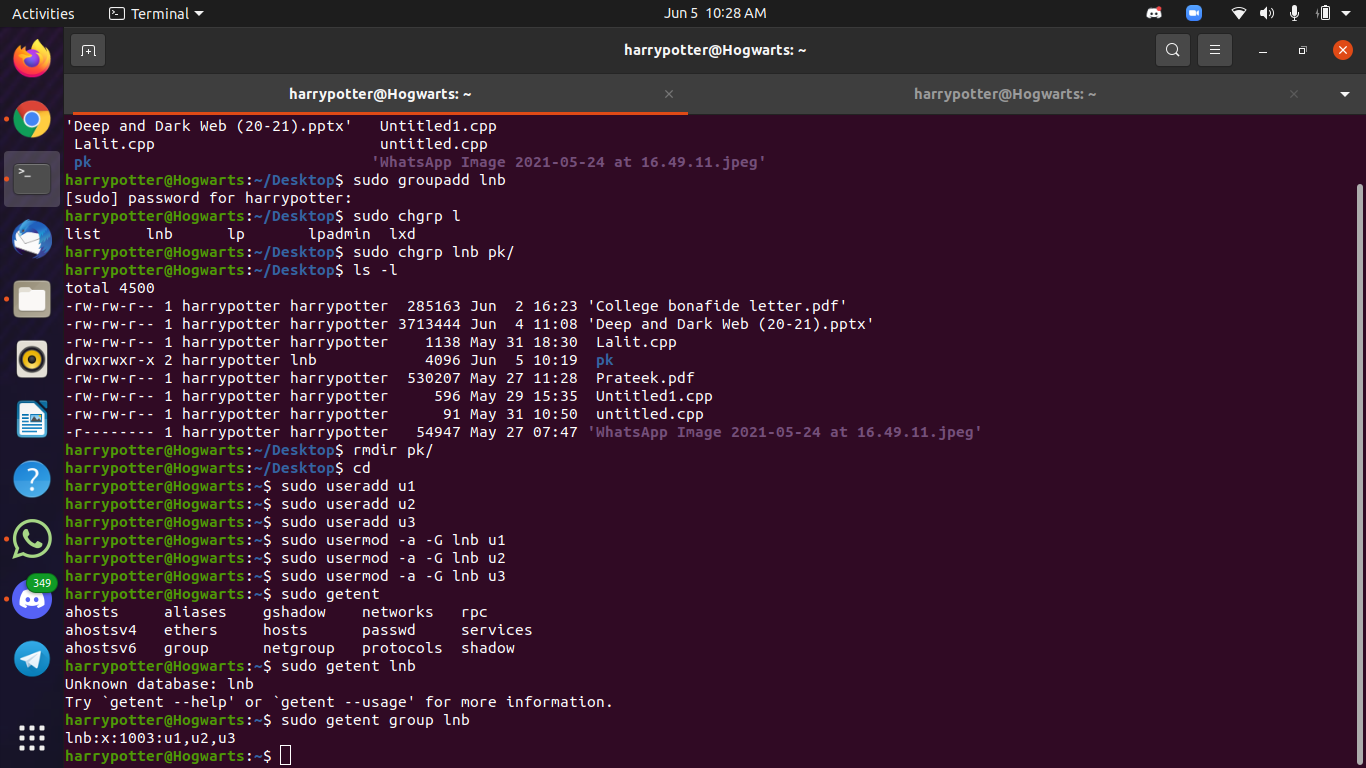 Activities
Terminal
Jun 5 10:28 AM
harrypotter@Hogwarts: ~
harrypotter@Hogwarts: ~
harrypotter@Hogwarts: ~
'Deep and Dark Web (20-21).pptx'   Untitled1.cpp
 Lalit.cpp                         untitled.cpp
 pk                               'WhatsApp Image 2021-05-24 at 16.49.11.jpeg'
harrypotter@Hogwarts:~/Desktop$ sudo groupadd lnb
[sudo] password for harrypotter:
harrypotter@Hogwarts:~/Desktop$ sudo chgrp l
list     lnb      lp       lpadmin  lxd
harrypotter@Hogwarts:~/Desktop$ sudo chgrp lnb pk/
harrypotter@Hogwarts:~/Desktop$ ls -l
total 4500
-rw-rw-r-- 1 harrypotter harrypotter  285163 Jun  2 16:23 'College bonafide letter.pdf'
-rw-rw-r-- 1 harrypotter harrypotter 3713444 Jun  4 11:08 'Deep and Dark Web (20-21).pptx'
-rw-rw-r-- 1 harrypotter harrypotter    1138 May 31 18:30  Lalit.cpp
drwxrwxr-x 2 harrypotter lnb            4096 Jun  5 10:19  pk
-rw-rw-r-- 1 harrypotter harrypotter  530207 May 27 11:28  Prateek.pdf
-rw-rw-r-- 1 harrypotter harrypotter     596 May 29 15:35  Untitled1.cpp
-rw-rw-r-- 1 harrypotter harrypotter      91 May 31 10:50  untitled.cpp
-r-------- 1 harrypotter harrypotter   54947 May 27 07:47 'WhatsApp Image 2021-05-24 at 16.49.11.jpeg'
harrypotter@Hogwarts:~/Desktop$ rmdir pk/
harrypotter@Hogwarts:~/Desktop$ cd
harrypotter@Hogwarts:~$ sudo useradd u1
harrypotter@Hogwarts:~$ sudo useradd u2
harrypotter@Hogwarts:~$ sudo useradd u3
harrypotter@Hogwarts:~$ sudo usermod -a -G lnb u1
harrypotter@Hogwarts:~$ sudo usermod -a -G lnb u2
harrypotter@Hogwarts:~$ sudo usermod -a -G lnb u3
harrypotter@Hogwarts:~$ sudo getent
ahosts     aliases    gshadow    networks   rpc
ahostsv4   ethers     hosts      passwd     services
ahostsv6   group      netgroup   protocols  shadow
harrypotter@Hogwarts:~$ sudo getent lnb
Unknown database: lnb
Try `getent --help' or `getent --usage' for more information.
harrypotter@Hogwarts:~$ sudo getent group lnb
lnb:x:1003:u1,u2,u3
harrypotter@Hogwarts:~$
349